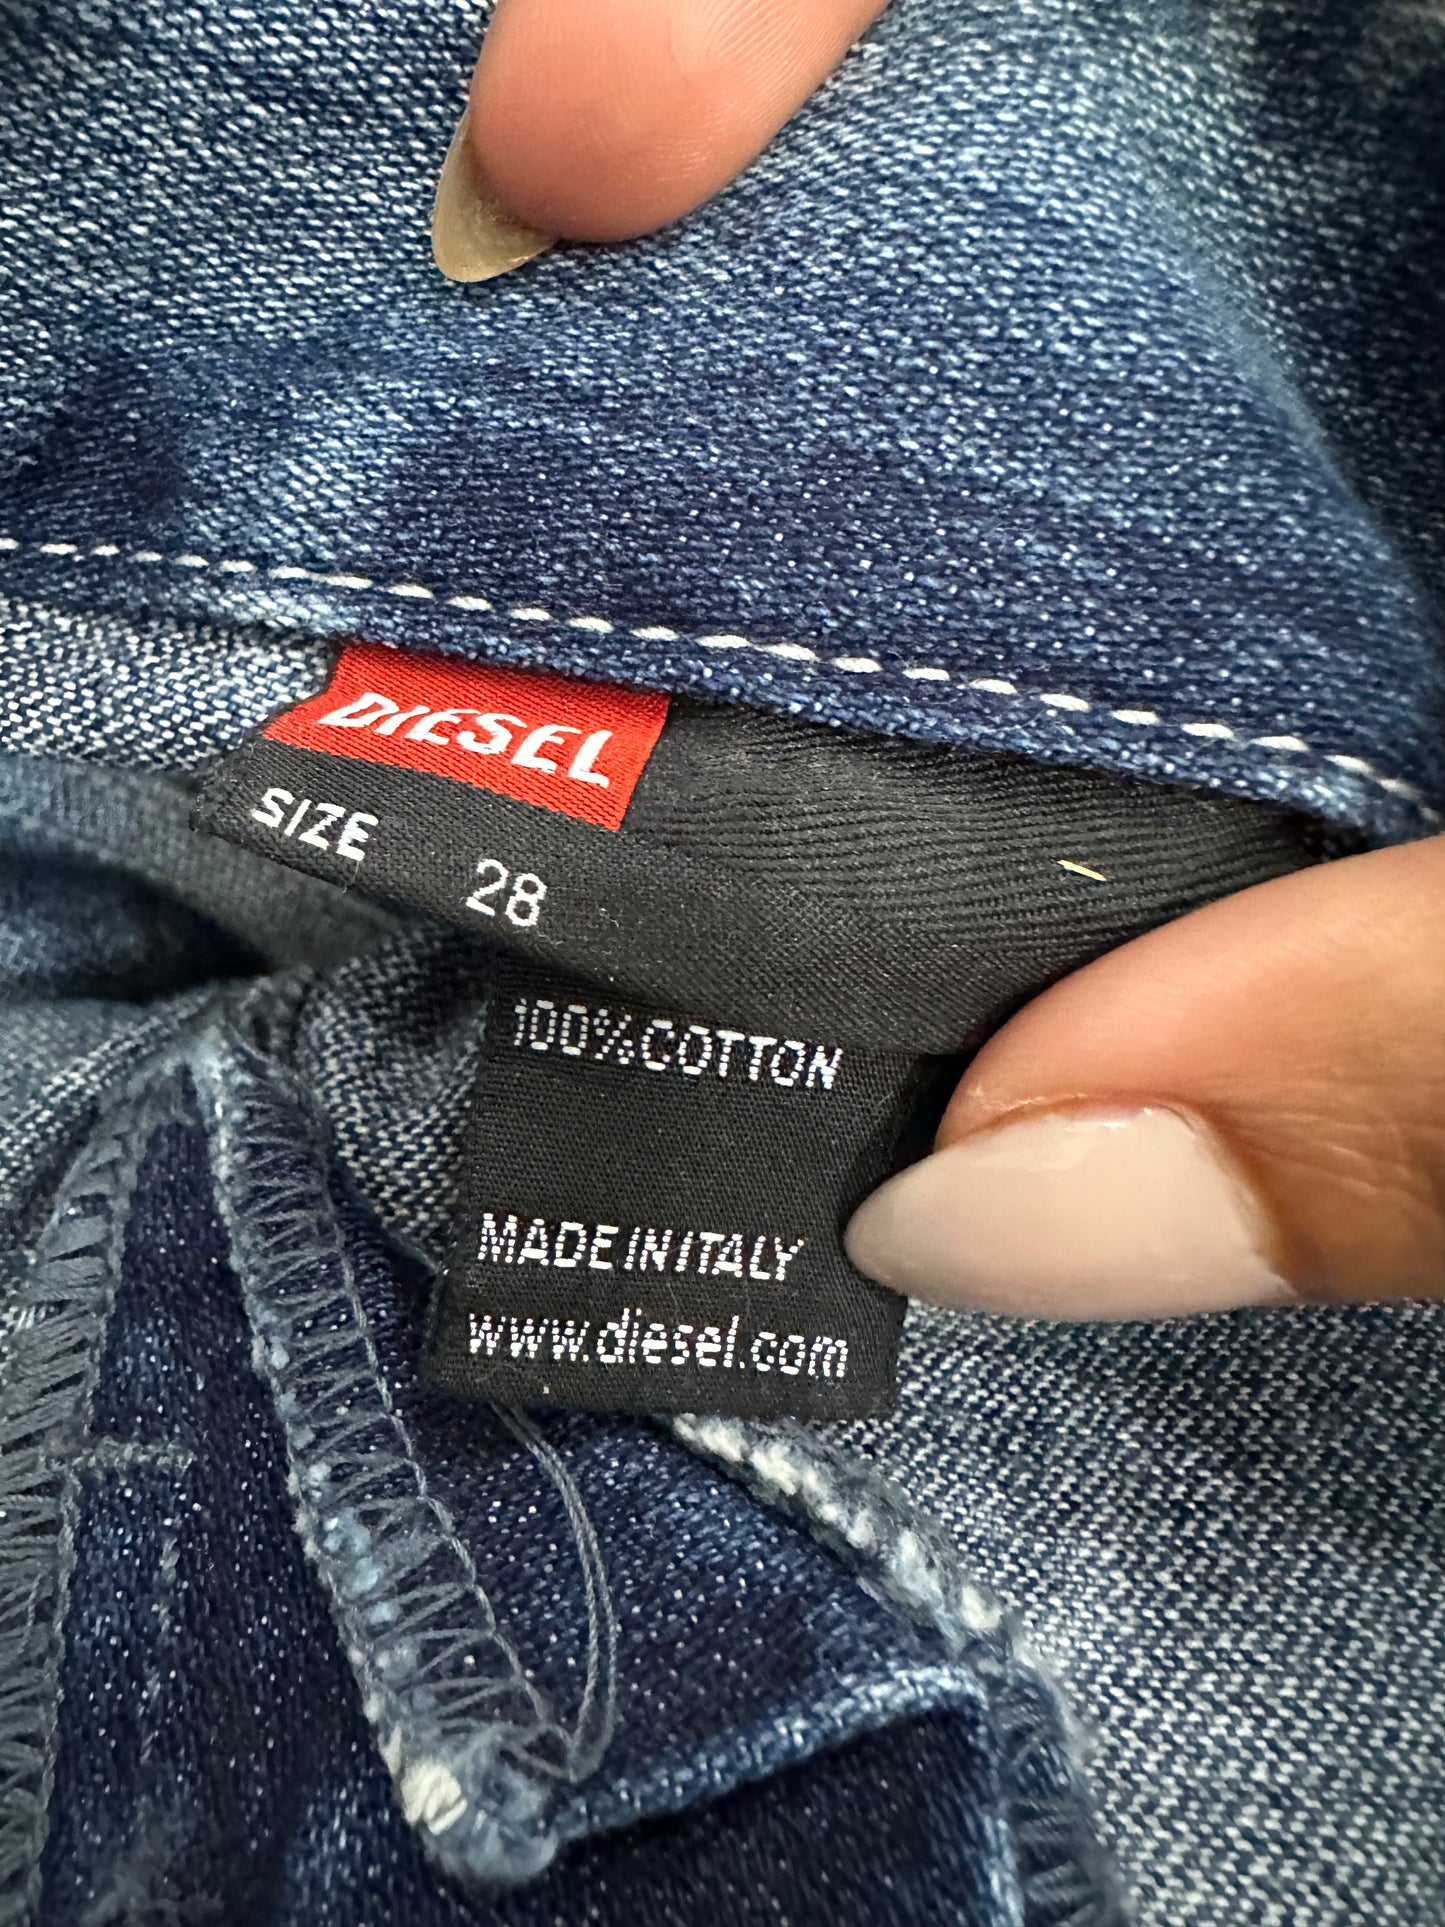 DIESEL
SIZE 28
100% COTTON
MADE IN ITALY
www.diesel.com